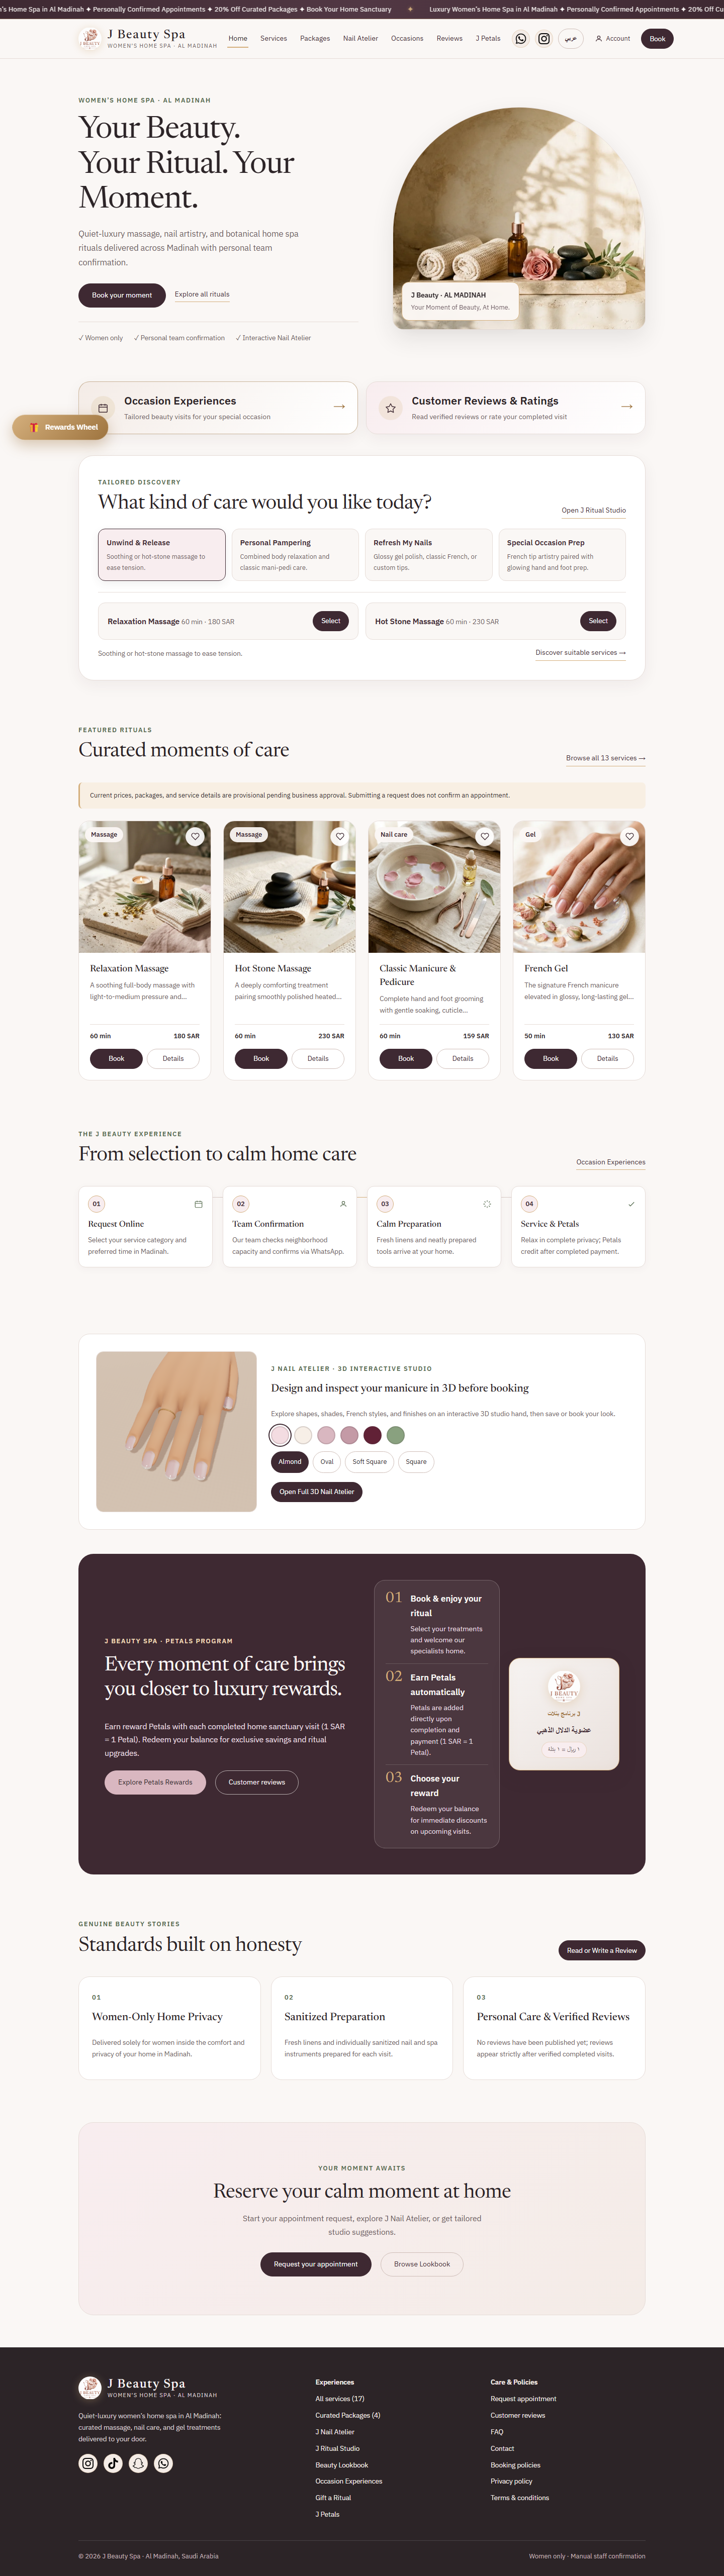 's Home Spa in Al Madinah ✦ Personally Confirmed Appointments ✦ 20% Off Curated Packages ✦ Book Your Home Sanctuary ✦ Luxury Women's Home Spa in Al Madinah ✦ Personally Confirmed Appointments ✦ 20% Off Cu
J Beauty Spa
WOMEN'S HOME SPA · AL MADINAH
Home Services Packages Nail Atelier Occasions Reviews J Petals عربي Account Book
WOMEN'S HOME SPA · AL MADINAH
Your Beauty.
Your Ritual. Your
Moment.
Quiet-luxury massage, nail artistry, and botanical home spa
rituals delivered across Madinah with personal team
confirmation.
Book your moment Explore all rituals
✓ Women only ✓ Personal team confirmation ✓ Interactive Nail Atelier
J Beauty · AL MADINAH
Your Moment of Beauty, At Home.
Occasion Experiences
Tailored beauty visits for your special occasion
→
Customer Reviews & Ratings
Read verified reviews or rate your completed visit
→
Rewards Wheel
TAILORED DISCOVERY
What kind of care would you like today?
Open J Ritual Studio
Unwind & Release
Soothing or hot-stone massage to
ease tension.
Personal Pampering
Combined body relaxation and
classic mani-pedi care.
Refresh My Nails
Glossy gel polish, classic French, or
custom tips.
Special Occasion Prep
French tip artistry paired with
glowing hand and foot prep.
Relaxation Massage 60 min · 180 SAR Select
Hot Stone Massage 60 min · 230 SAR Select
Soothing or hot-stone massage to ease tension.
Discover suitable services →
FEATURED RITUALS
Curated moments of care
Browse all 13 services →
Current prices, packages, and service details are provisional pending business approval. Submitting a request does not confirm an appointment.
Massage
Relaxation Massage
A soothing full-body massage with
light-to-medium pressure and...
60 min 180 SAR
Book Details
Massage
Hot Stone Massage
A deeply comforting treatment
pairing smoothly polished heated...
60 min 230 SAR
Book Details
Nail care
Classic Manicure &
Pedicure
Complete hand and foot grooming
with gentle soaking, cuticle...
60 min 159 SAR
Book Details
Gel
French Gel
The signature French manicure
elevated in glossy, long-lasting gel...
50 min 130 SAR
Book Details
THE J BEAUTY EXPERIENCE
From selection to calm home care
Occasion Experiences
01
Request Online
Select your service category and
preferred time in Madinah.
02
Team Confirmation
Our team checks neighborhood
capacity and confirms via WhatsApp.
03
Calm Preparation
Fresh linens and neatly prepared
tools arrive at your home.
04
Service & Petals
Relax in complete privacy; Petals
credit after completed payment.
J NAIL ATELIER · 3D INTERACTIVE STUDIO
Design and inspect your manicure in 3D before booking
Explore shapes, shades, French styles, and finishes on an interactive 3D studio hand, then save or book your look.
Almond Oval Soft Square Square
Open Full 3D Nail Atelier
J BEAUTY SPA · PETALS PROGRAM
Every moment of care brings
you closer to luxury rewards.
Earn reward Petals with each completed home sanctuary visit (1 SAR
= 1 Petal). Redeem your balance for exclusive savings and ritual
upgrades.
Explore Petals Rewards Customer reviews
01 Book & enjoy your
ritual
Select your treatments
and welcome our
specialists home.
02 Earn Petals
automatically
Petals are added
directly upon
completion and
payment (1 SAR = 1
Petal).
03 Choose your
reward
Redeem your balance
for immediate discounts
on upcoming visits.
J BEAUTY
برنامج بتلات J
عضوية الدلال الذهبي
١ ريال = ١ بتلة
GENUINE BEAUTY STORIES
Standards built on honesty
Read or Write a Review
01
Women-Only Home Privacy
Delivered solely for women inside the comfort and
privacy of your home in Madinah.
02
Sanitized Preparation
Fresh linens and individually sanitized nail and spa
instruments prepared for each visit.
03
Personal Care & Verified Reviews
No reviews have been published yet; reviews
appear strictly after verified completed visits.
YOUR MOMENT AWAITS
Reserve your calm moment at home
Start your appointment request, explore J Nail Atelier, or get tailored
studio suggestions.
Request your appointment Browse Lookbook
J Beauty Spa
WOMEN'S HOME SPA · AL MADINAH
Quiet-luxury women's home spa in Al Madinah:
curated massage, nail care, and gel treatments
delivered to your door.
Experiences
All services (17)
Curated Packages (4)
J Nail Atelier
J Ritual Studio
Beauty Lookbook
Occasion Experiences
Gift a Ritual
J Petals
Care & Policies
Request appointment
Customer reviews
FAQ
Contact
Booking policies
Privacy policy
Terms & conditions
© 2026 J Beauty Spa · Al Madinah, Saudi Arabia
Women only · Manual staff confirmation